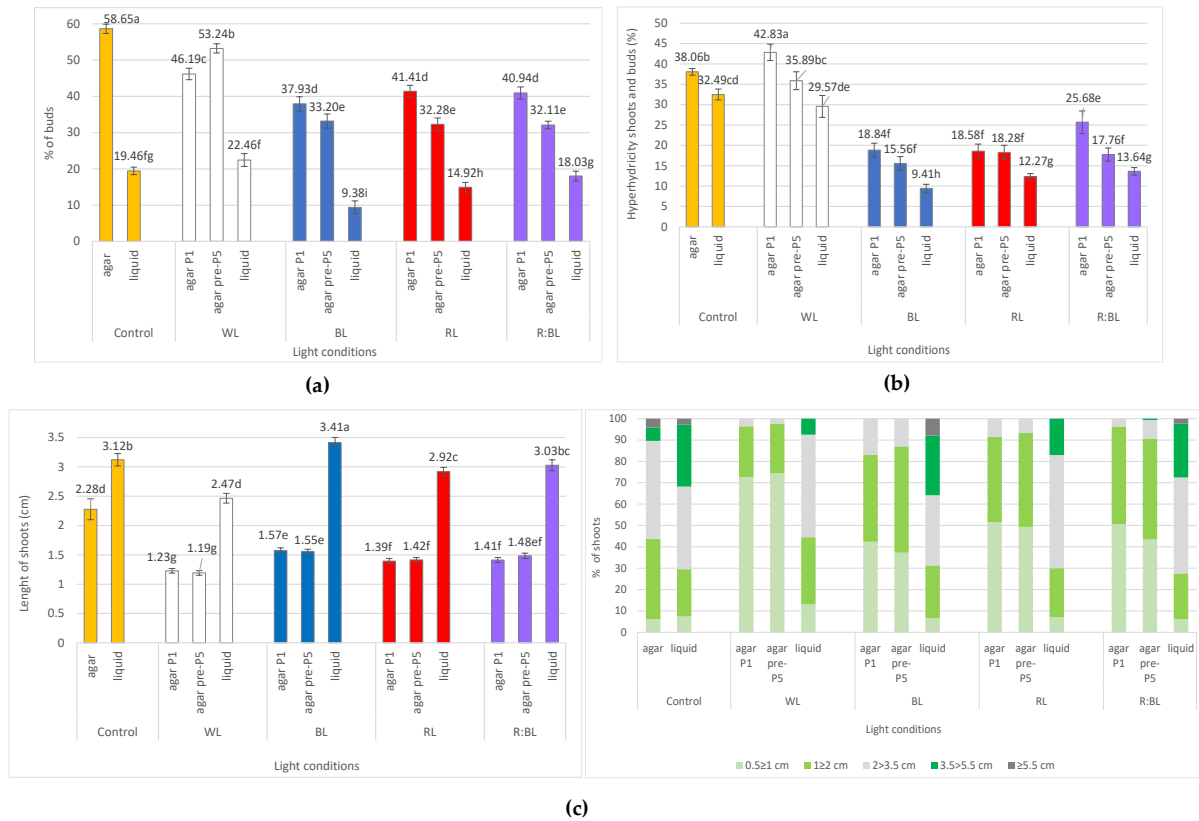 % of buds
60
50
40
30
20
10
0
58.65a
19.46fg
46.19c
53.24b
22.46f
37.93d
33.20e
9.38i
41.41d
32.28e
14.92h
40.94d
32.11e
18.03g
agar
liquid
agar P1
agar pre-P5
liquid
agar P1
agar pre-P5
liquid
agar P1
agar pre-P5
liquid
agar P1
agar pre-P5
liquid
Control WL BL RL R:BL
Light conditions
(a)
Hyperhydricity shoots and buds (%)
50
45
40
35
30
25
20
15
10
5
0
38.06b
32.49cd
42.83a
35.89bc
29.57de
18.84f
15.56f
9.41h
18.58f
18.28f
12.27g
25.68e
17.76f
13.64g
agar
liquid
agar P1
agar pre-P5
liquid
agar P1
agar pre-P5
liquid
agar P1
agar pre-P5
liquid
agar P1
agar pre-P5
liquid
Control WL BL RL R:BL
Light conditions
(b)
Lenght of shoots (cm)
3.5
3
2.5
2
1.5
1
0.5
0
2.28d
3.12b
1.23g
1.19g
2.47d
1.57e
1.55e
3.41a
1.39f
1.42f
2.92c
1.41f
1.48ef
3.03bc
agar
liquid
agar P1
agar pre-P5
liquid
agar P1
agar pre-P5
liquid
agar P1
agar pre-P5
liquid
agar P1
agar pre-P5
liquid
Control WL BL RL R:BL
Light conditions
% of shoots
100
90
80
70
60
50
40
30
20
10
0
agar liquid agar agar liquid agar agar liquid agar agar liquid agar agar liquid
P1 pre- P1 pre- P1 pre- P1 pre-
P5 P5 P5 P5
Control WL BL RL R:BL
Light conditions
0.5≥1 cm 1≥2 cm 2>3.5 cm 3.5>5.5 cm ≥5.5 cm
(c)